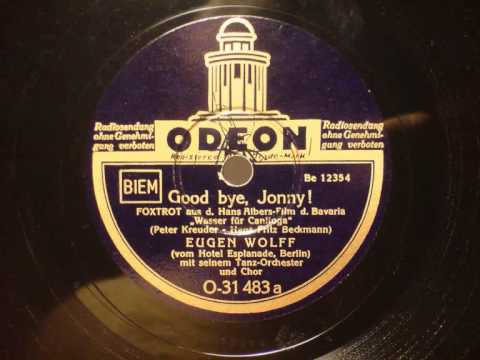 Radiosendung
ohne Genehmi-
gung verboten
Radiosendung
ohne Genehmi-
gung verboten
ODEON
BIEM
Be 12354
Good bye, Jonny!
FOXTROT aus d. Hans Albers-Film d. Bavaria
„Wasser für Canitoga“
(Peter Kreuder - Hans Fritz Beckmann)
EUGEN WOLFF
(vom Hotel Esplanade, Berlin)
mit seinem Tanz-Orchester
und Chor
O-31 483 a